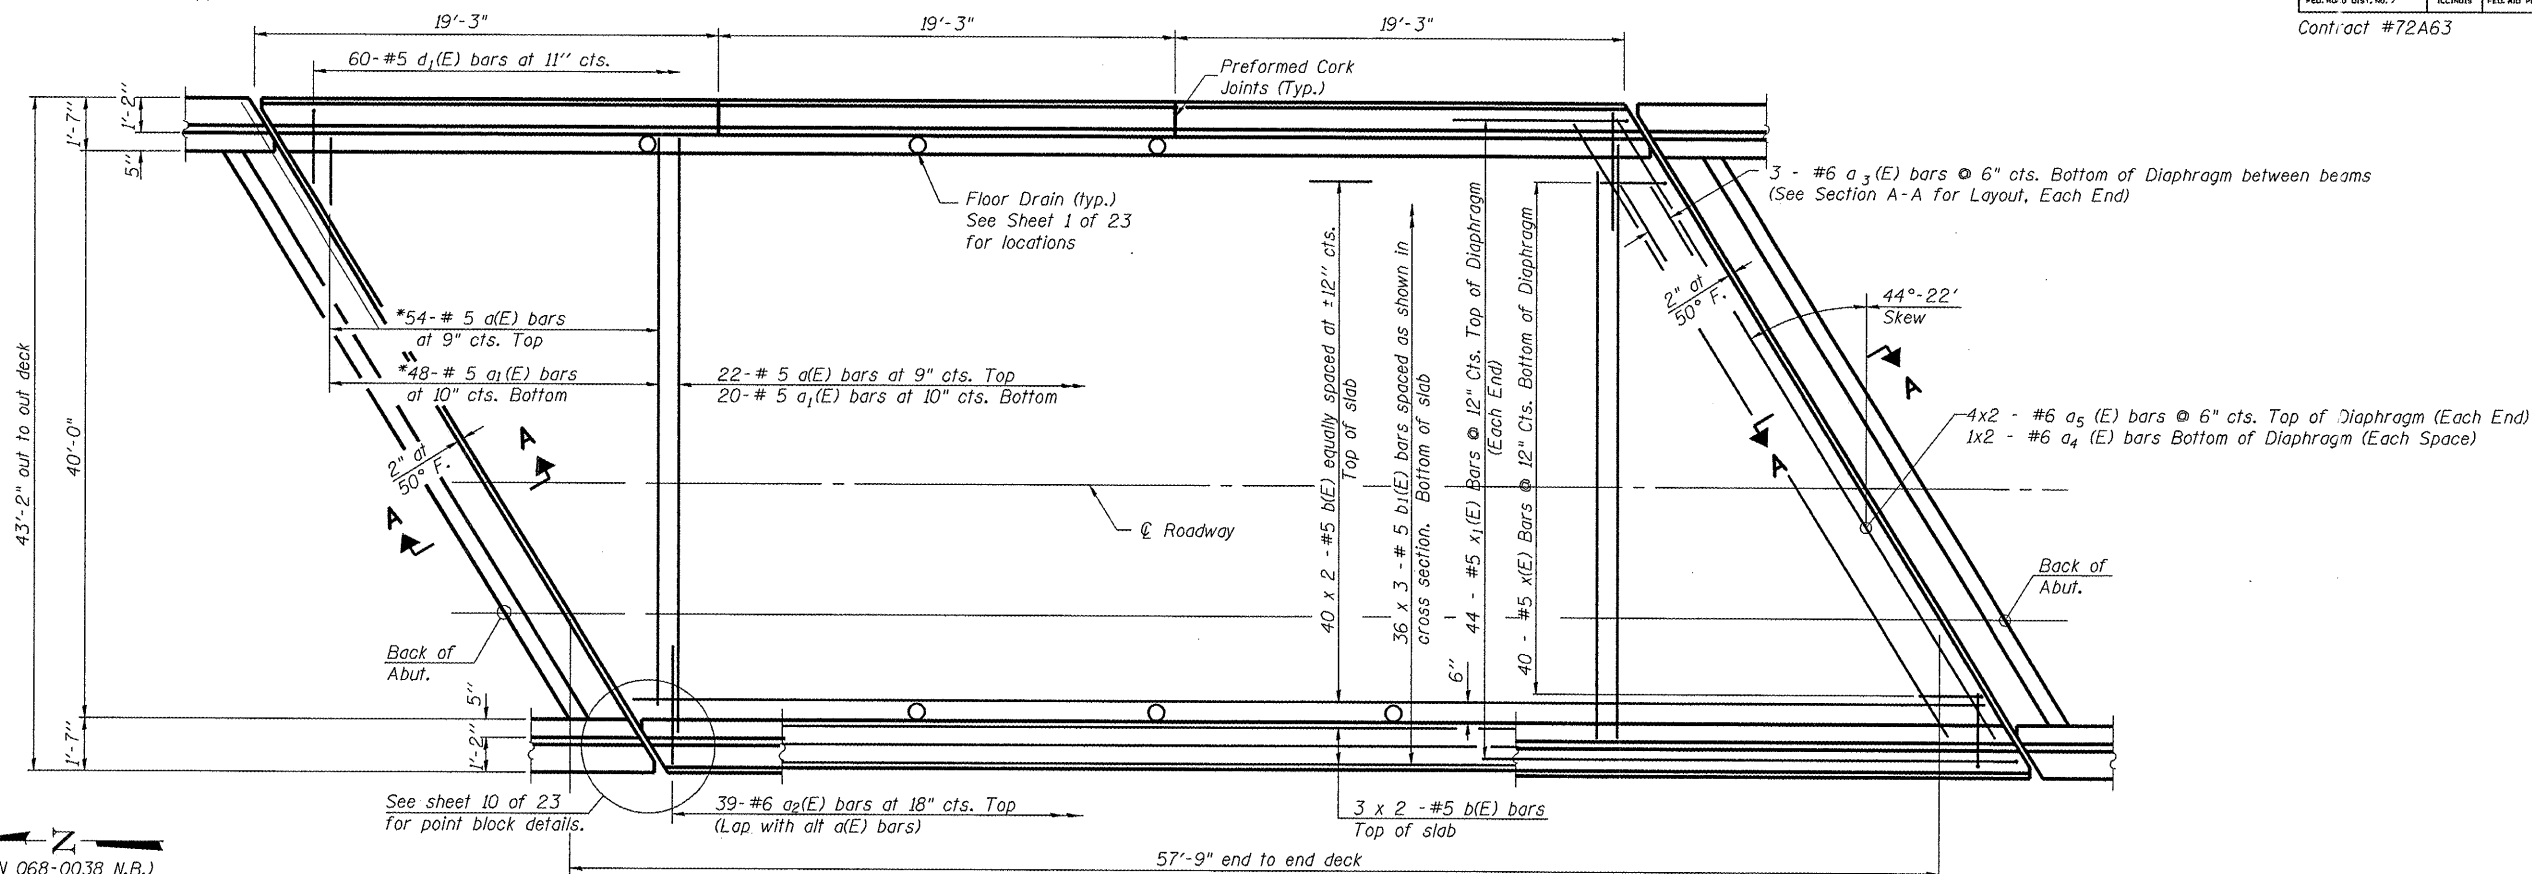 FED. ROAD DIST. NO. 7 ILLINOIS FED. AID
Contract #72A63
19'-3" 19'-3" 19'-3"
60-#5 d1(E) bars at 11" cts.
Preformed Cork
Joints (Typ.)
1'-7"
1'-2"
5"
3 - #6 a3(E) bars @ 6" cts. Bottom of Diaphragm between beams
(See Section A-A for Layout, Each End)
Floor Drain (typ.)
See Sheet 1 of 23
for locations
2" at
50° F.
44°-22'
Skew
*54-# 5 a(E) bars
at 9" cts. Top
*48-# 5 a1(E) bars
at 10" cts. Bottom
22-# 5 a(E) bars at 9" cts. Top
20-# 5 a1(E) bars at 10" cts. Bottom
40 x 2 -#5 b(E) equally spaced at ±12" cts.
Top of slab
36 x 3 -# 5 b1(E) bars spaced as shown in
cross section. Bottom of slab
44 - #5 x1(E) Bars @ 12" Cts. Top of Diaphragm
(Each End)
40 - #5 x(E) Bars @ 12" Cts. Bottom of Diaphragm
A
A
4x2 - #6 a5 (E) bars @ 6" cts. Top of Diaphragm (Each End)
1x2 - #6 a4 (E) bars Bottom of Diaphragm (Each Space)
43'-2" out to out deck
40'-0"
2" at
50° F.
A
A
℄ Roadway
Back of
Abut.
Back of
Abut.
6"
5"
1'-2"
1'-7"
See sheet 10 of 23
for point block details.
39-#6 a2(E) bars at 18" cts. Top
(Lap with alt a(E) bars)
3 x 2 -#5 b(E) bars
Top of slab
57'-9" end to end deck
N
N 068-0038 N.B.)